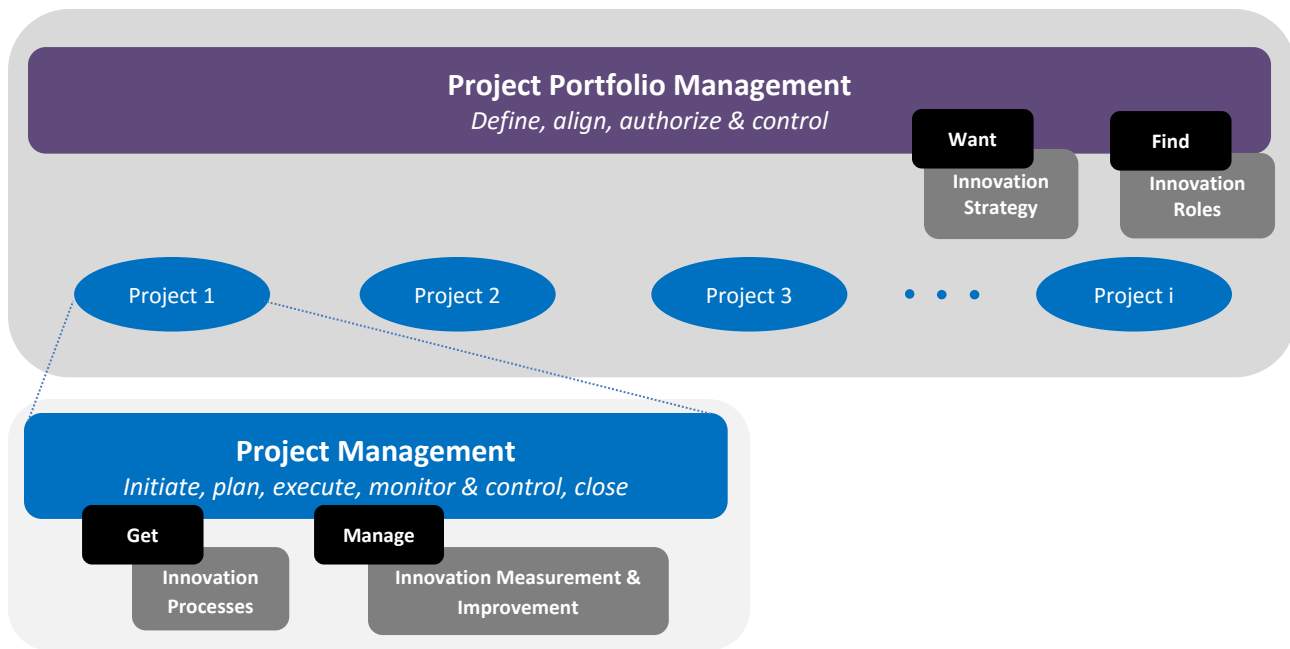 Project Portfolio Management
Define, align, authorize & control
Want
Find
Innovation
Strategy
Innovation
Roles
Project 1
Project 2
Project 3
Project i
Project Management
Initiate, plan, execute, monitor & control, close
Get
Manage
Innovation
Processes
Innovation Measurement &
Improvement